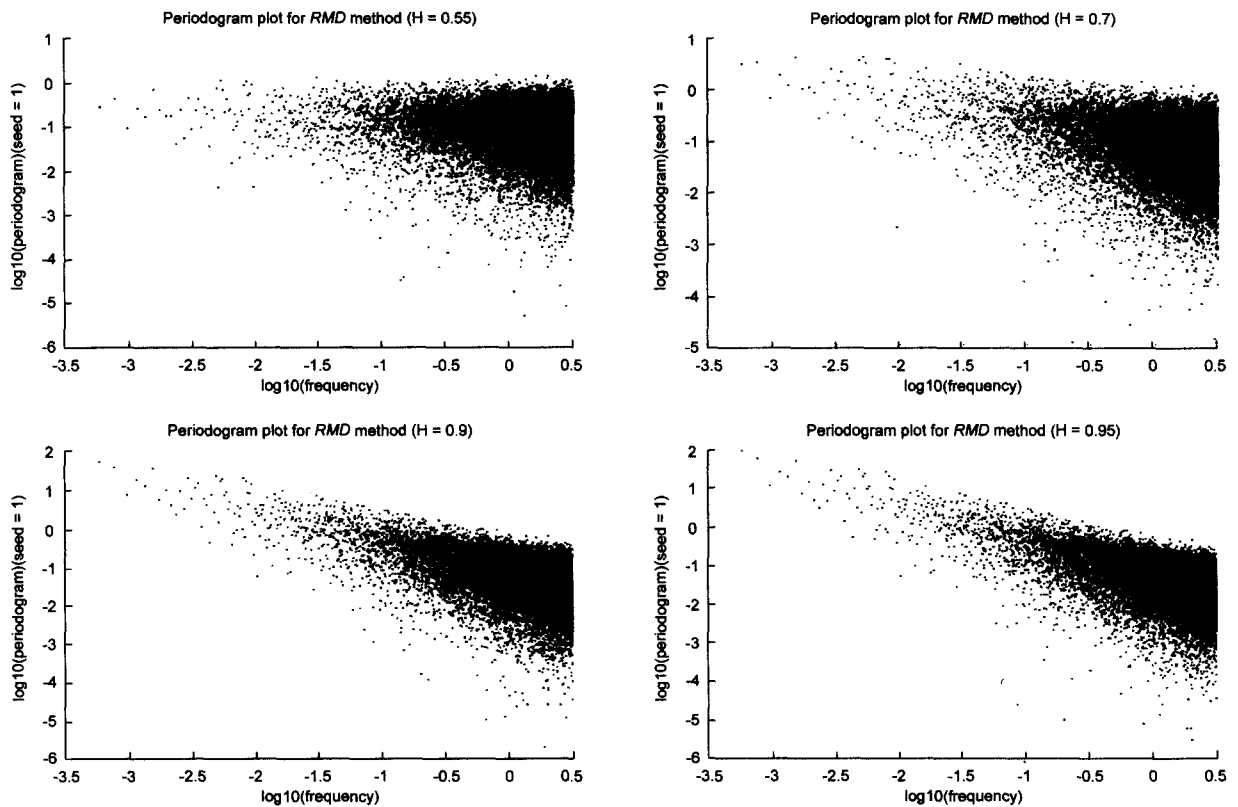 Periodogram plot for RMD method (H = 0.55)
log10(periodogram)(seed = 1)
1
0
-1
-2
-3
-4
-5
-6
-3.5 -3 -2.5 -2 -1.5 -1 -0.5 0 0.5
log10(frequency)
Periodogram plot for RMD method (H = 0.7)
log10(periodogram)(seed = 1)
1
0
-1
-2
-3
-4
-5
-3.5 -3 -2.5 -2 -1.5 -1 -0.5 0 0.5
log10(frequency)
Periodogram plot for RMD method (H = 0.9)
log10(periodogram)(seed = 1)
2
1
0
-1
-2
-3
-4
-5
-6
-3.5 -3 -2.5 -2 -1.5 -1 -0.5 0 0.5
log10(frequency)
Periodogram plot for RMD method (H = 0.95)
log10(periodogram)(seed = 1)
2
1
0
-1
-2
-3
-4
-5
-6
-3.5 -3 -2.5 -2 -1.5 -1 -0.5 0 0.5
log10(frequency)